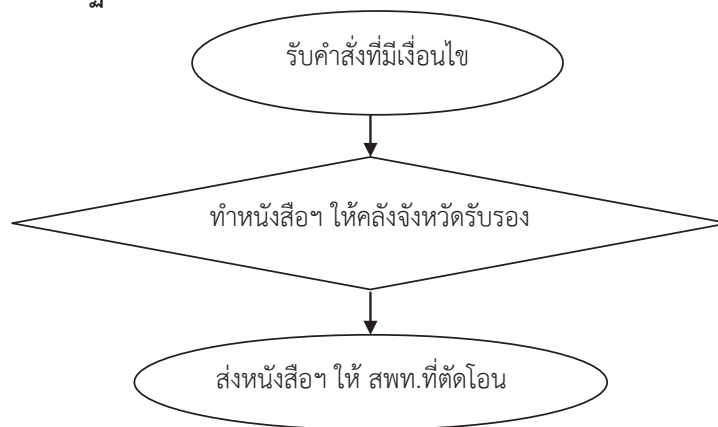 รับคำสั่งที่มีเงื่อนไข
ทำหนังสือฯ ให้คลังจังหวัดรับรอง
ส่งหนังสือฯ ให้ สพท.ที่ตัดโอน